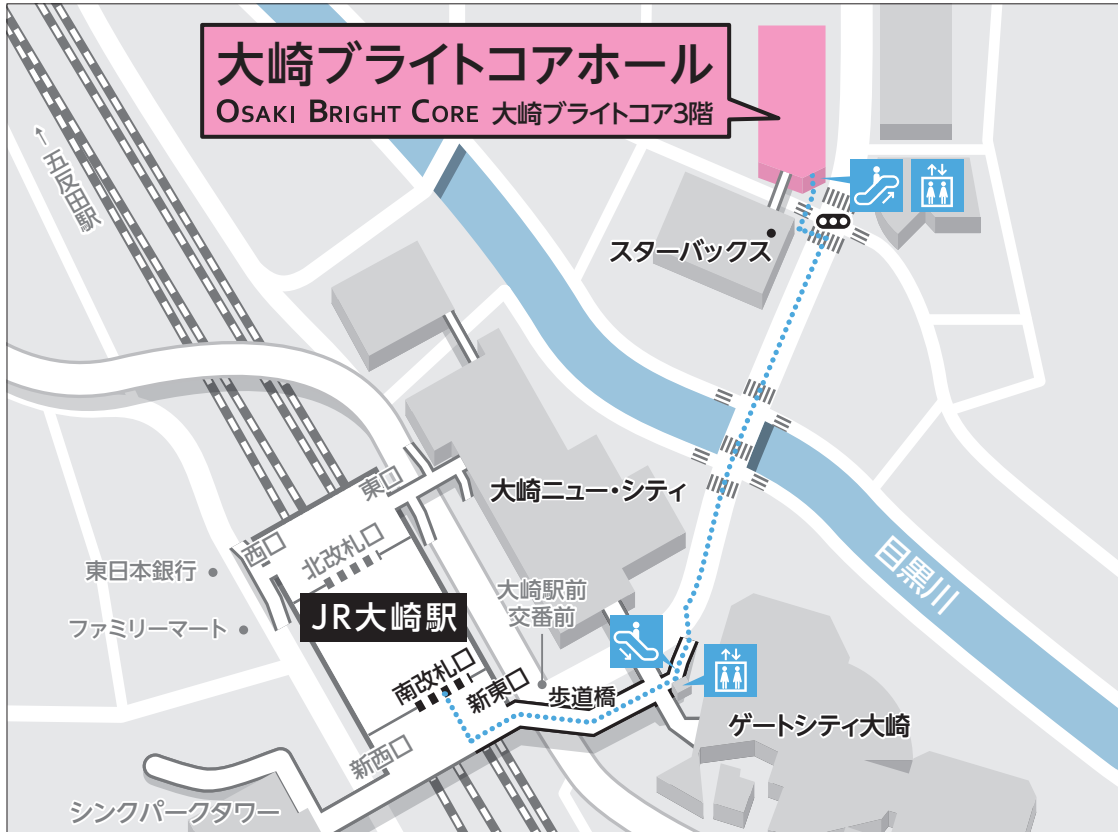 大崎ブライトコアホール
OSAKI BRIGHT CORE 大崎ブライトコア3階
←五反田駅
スターバックス
東口
大崎ニュー・シティ
西口
北改札口
東日本銀行
大崎駅前
交番前
目黒川
ファミリーマート
JR大崎駅
南改札口
新東口
歩道橋
ゲートシティ大崎
新西口
シンクパークタワー